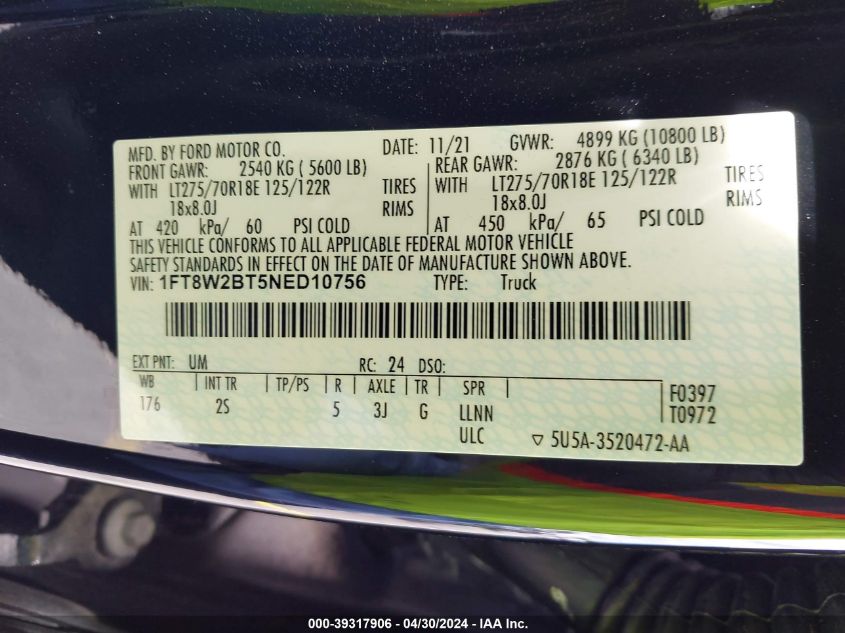 MFD. BY FORD MOTOR CO. DATE: 11/21 GVWR: 4899 KG (10800 LB)
FRONT GAWR: 2540 KG ( 5600 LB) REAR GAWR: 2876 KG ( 6340 LB)
WITH LT275/70R18E 125/122R TIRES WITH LT275/70R18E 125/122R TIRES
18x8.0J RIMS 18x8.0J RIMS
AT 420 kPa/ 60 PSI COLD AT 450 kPa/ 65 PSI COLD
THIS VEHICLE CONFORMS TO ALL APPLICABLE FEDERAL MOTOR VEHICLE
SAFETY STANDARDS IN EFFECT ON THE DATE OF MANUFACTURE SHOWN ABOVE.
VIN: 1FT8W2BT5NED10756 TYPE: Truck
EXT PNT: UM RC: 24 DSO:
WB INT TR TP/PS R AXLE TR SPR F0397
176 2S 5 3J G LLNN T0972
ULC ▽ 5U5A-3520472-AA
000-39317906 / 04/30/2024 - IAA Inc.